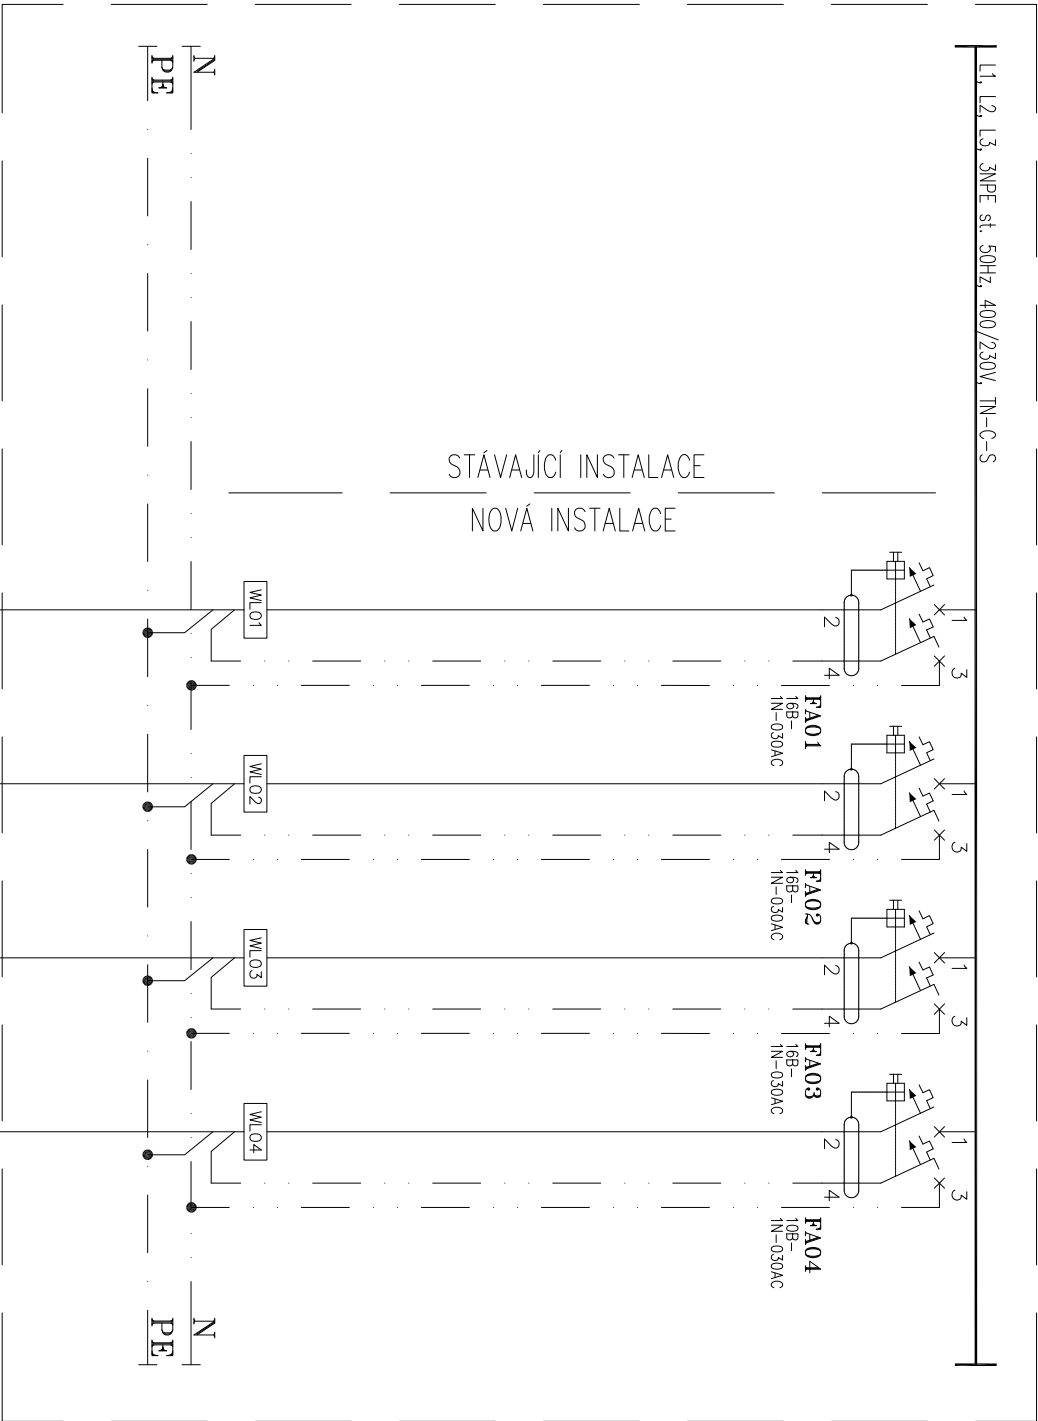 L1, L2, L3, 3NPE st. 50Hz, 400/230V, TN-C-S
N
PE
STÁVAJÍCÍ INSTALACE
NOVÁ INSTALACE
1
3
2
4
FA01
16B-
1N-030AC
WL01
1
3
2
4
FA02
16B-
1N-030AC
WL02
1
3
2
4
FA03
16B-
1N-030AC
WL03
1
3
2
4
FA04
10B-
1N-030AC
WL04
N
PE